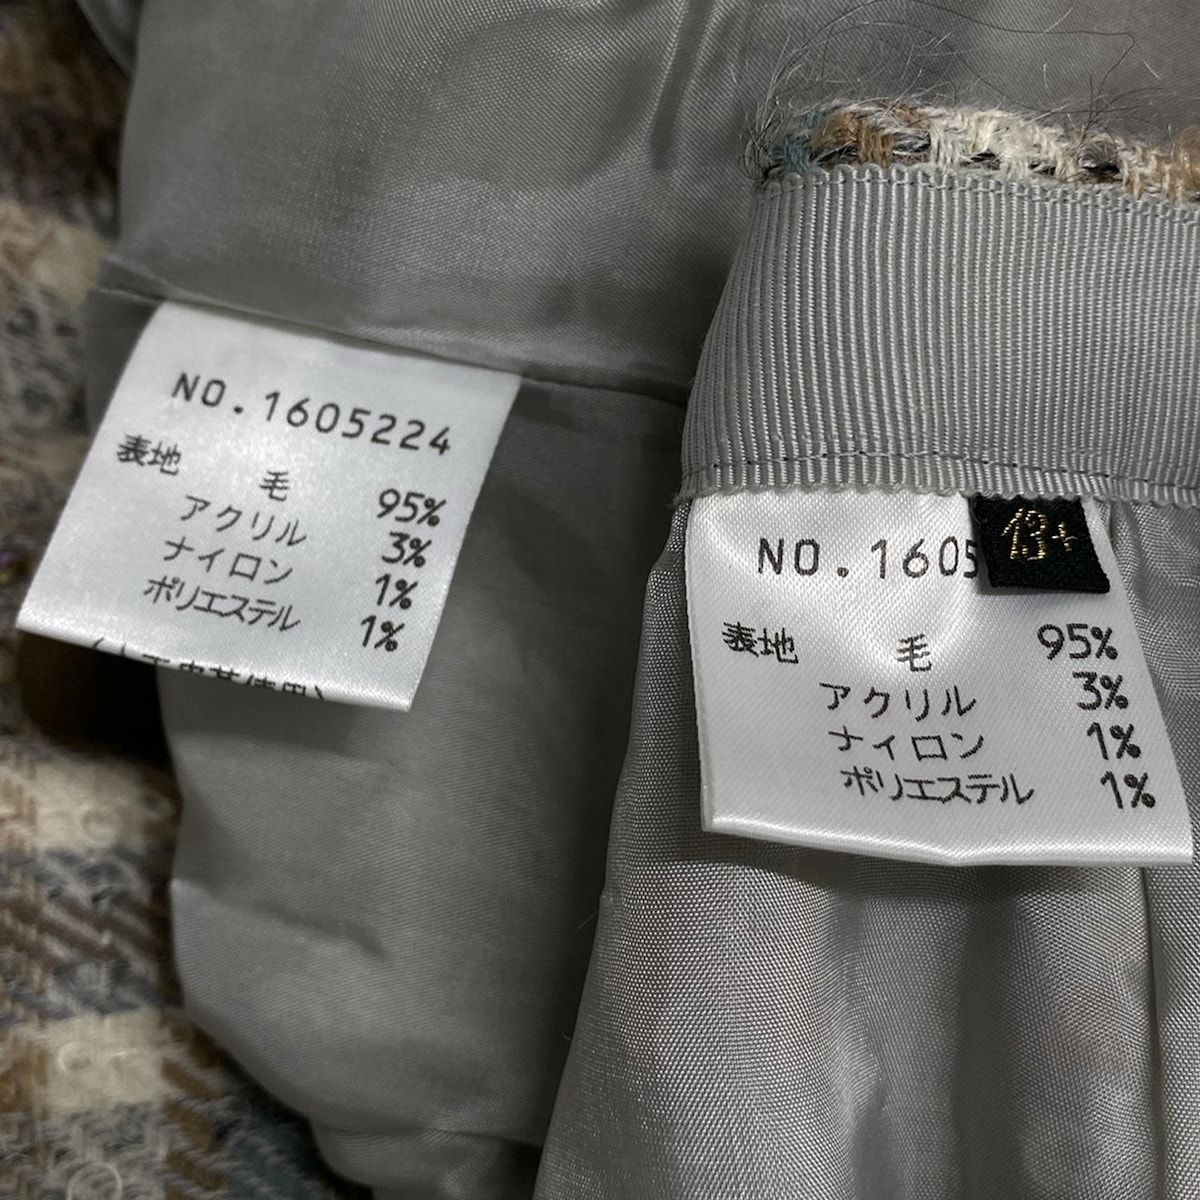 NO.1605224
表地 毛 95%
アクリル 3%
ナイロン 1%
ポリエステル 1%
NO.1605
13+
表地 毛 95%
アクリル 3%
ナイロン 1%
ポリエステル 1%